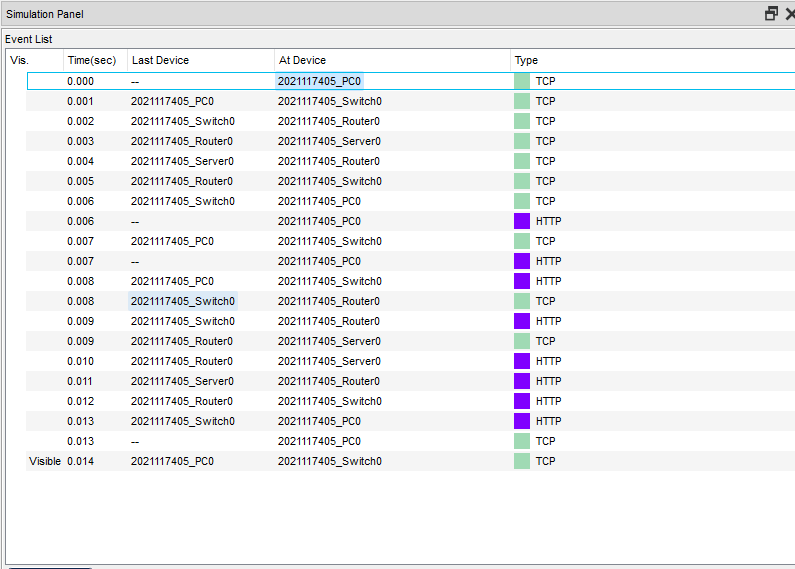 Simulation Panel
Event List
Vis. Time(sec) Last Device At Device Type
0.000 -- 2021117405_PC0 TCP
0.001 2021117405_PC0 2021117405_Switch0 TCP
0.002 2021117405_Switch0 2021117405_Router0 TCP
0.003 2021117405_Router0 2021117405_Server0 TCP
0.004 2021117405_Server0 2021117405_Router0 TCP
0.005 2021117405_Router0 2021117405_Switch0 TCP
0.006 2021117405_Switch0 2021117405_PC0 TCP
0.006 -- 2021117405_PC0 HTTP
0.007 2021117405_PC0 2021117405_Switch0 TCP
0.007 -- 2021117405_PC0 HTTP
0.008 2021117405_PC0 2021117405_Switch0 HTTP
0.008 2021117405_Switch0 2021117405_Router0 TCP
0.009 2021117405_Switch0 2021117405_Router0 HTTP
0.009 2021117405_Router0 2021117405_Server0 TCP
0.010 2021117405_Router0 2021117405_Server0 HTTP
0.011 2021117405_Server0 2021117405_Router0 HTTP
0.012 2021117405_Router0 2021117405_Switch0 HTTP
0.013 2021117405_Switch0 2021117405_PC0 HTTP
0.013 -- 2021117405_PC0 TCP
Visible 0.014 2021117405_PC0 2021117405_Switch0 TCP